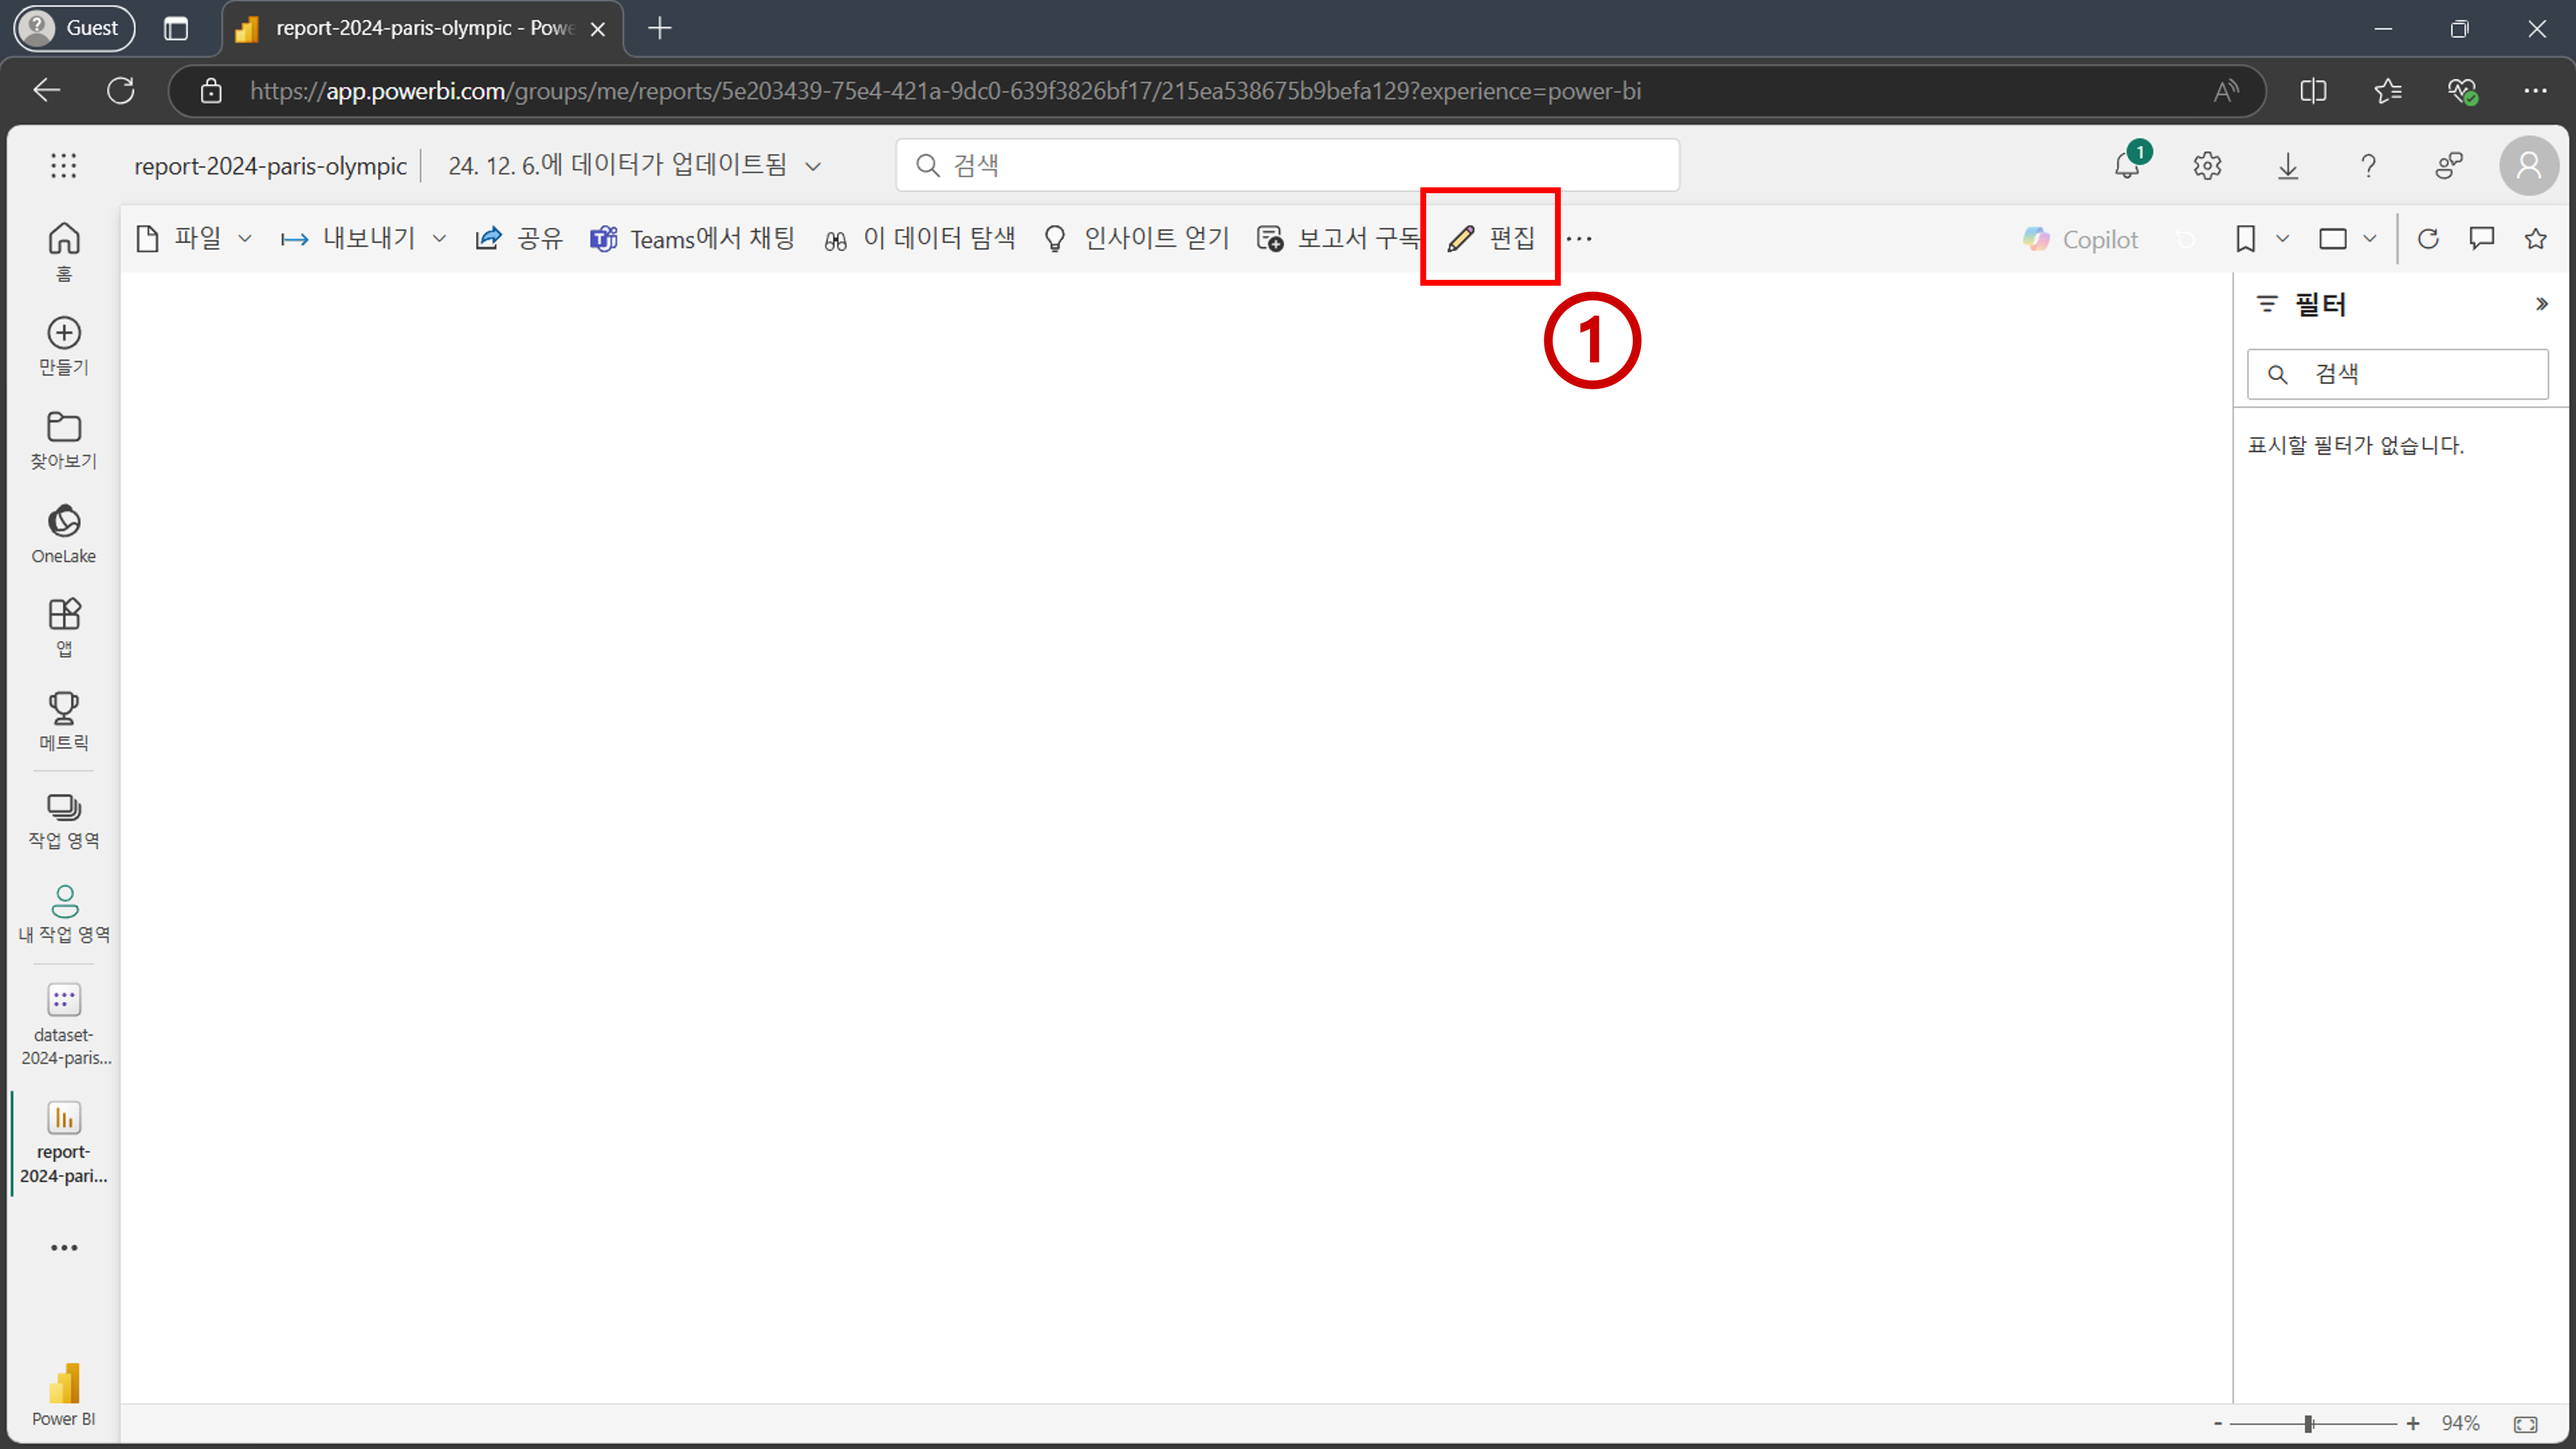 Guest
report-2024-paris-olympic - Powe
https://app.powerbi.com/groups/me/reports/5e203439-75e4-421a-9dc0-639f3826bf17/215ea538675b9befa129?experience=power-bi
report-2024-paris-olympic
24. 12. 6.에 데이터가 업데이트됨
검색
1
파일
내보내기
공유
Teams에서 채팅
이 데이터 탐색
인사이트 얻기
보고서 구독
편집
...
Copilot
1
홈
만들기
찾아보기
OneLake
앱
메트릭
작업 영역
내 작업 영역
dataset-
2024-paris...
report-
2024-pari...
Power BI
필터
검색
표시할 필터가 없습니다.
- + 94%